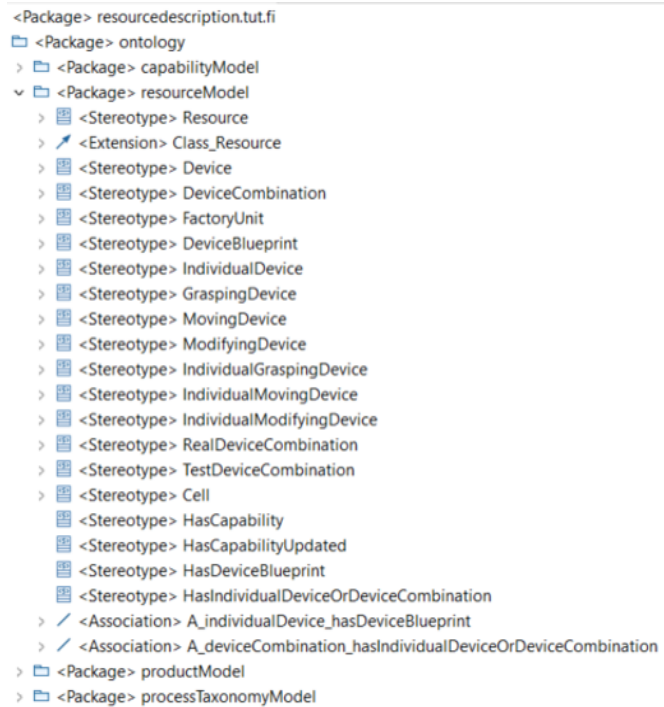 <Package> resourcedescription.tut.fi
<Package> ontology
<Package> capabilityModel
<Package> resourceModel
<Stereotype> Resource
<Extension> Class_Resource
<Stereotype> Device
<Stereotype> DeviceCombination
<Stereotype> FactoryUnit
<Stereotype> DeviceBlueprint
<Stereotype> IndividualDevice
<Stereotype> GraspingDevice
<Stereotype> MovingDevice
<Stereotype> ModifyingDevice
<Stereotype> IndividualGraspingDevice
<Stereotype> IndividualMovingDevice
<Stereotype> IndividualModifyingDevice
<Stereotype> RealDeviceCombination
<Stereotype> TestDeviceCombination
<Stereotype> Cell
<Stereotype> HasCapability
<Stereotype> HasCapabilityUpdated
<Stereotype> HasDeviceBlueprint
<Stereotype> HasIndividualDeviceOrDeviceCombination
<Association> A_individualDevice_hasDeviceBlueprint
<Association> A_deviceCombination_hasIndividualDeviceOrDeviceCombination
<Package> productModel
<Package> processTaxonomyModel